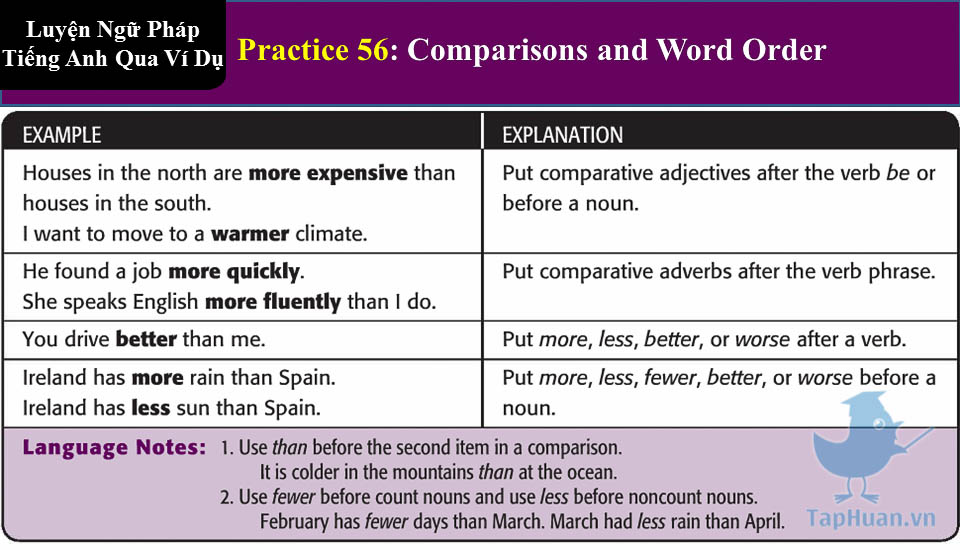 Luyện Ngữ Pháp
Tiếng Anh Qua Ví Dụ
Practice 56: Comparisons and Word Order
EXAMPLE
EXPLANATION
Houses in the north are more expensive than
houses in the south.
I want to move to a warmer climate.
Put comparative adjectives after the verb be or
before a noun.
He found a job more quickly.
She speaks English more fluently than I do.
Put comparative adverbs after the verb phrase.
You drive better than me.
Put more, less, better, or worse after a verb.
Ireland has more rain than Spain.
Ireland has less sun than Spain.
Put more, less, fewer, better, or worse before a
noun.
Language Notes: 1. Use than before the second item in a comparison.
It is colder in the mountains than at the ocean.
2. Use fewer before count nouns and use less before noncount nouns.
February has fewer days than March. March had less rain than April.
TapHuan.vn